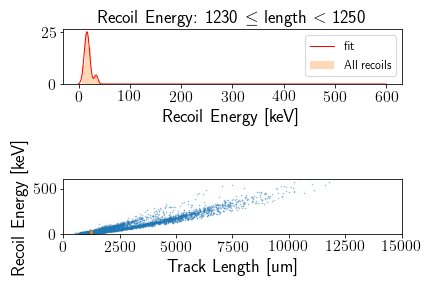 Recoil Energy: 1230 ≤ length < 1250
25
0
fit
All recoils
0 100 200 300 400 500 600
Recoil Energy [keV]
Recoil Energy [keV]
500
0
0 2500 5000 7500 10000 12500 15000
Track Length [um]